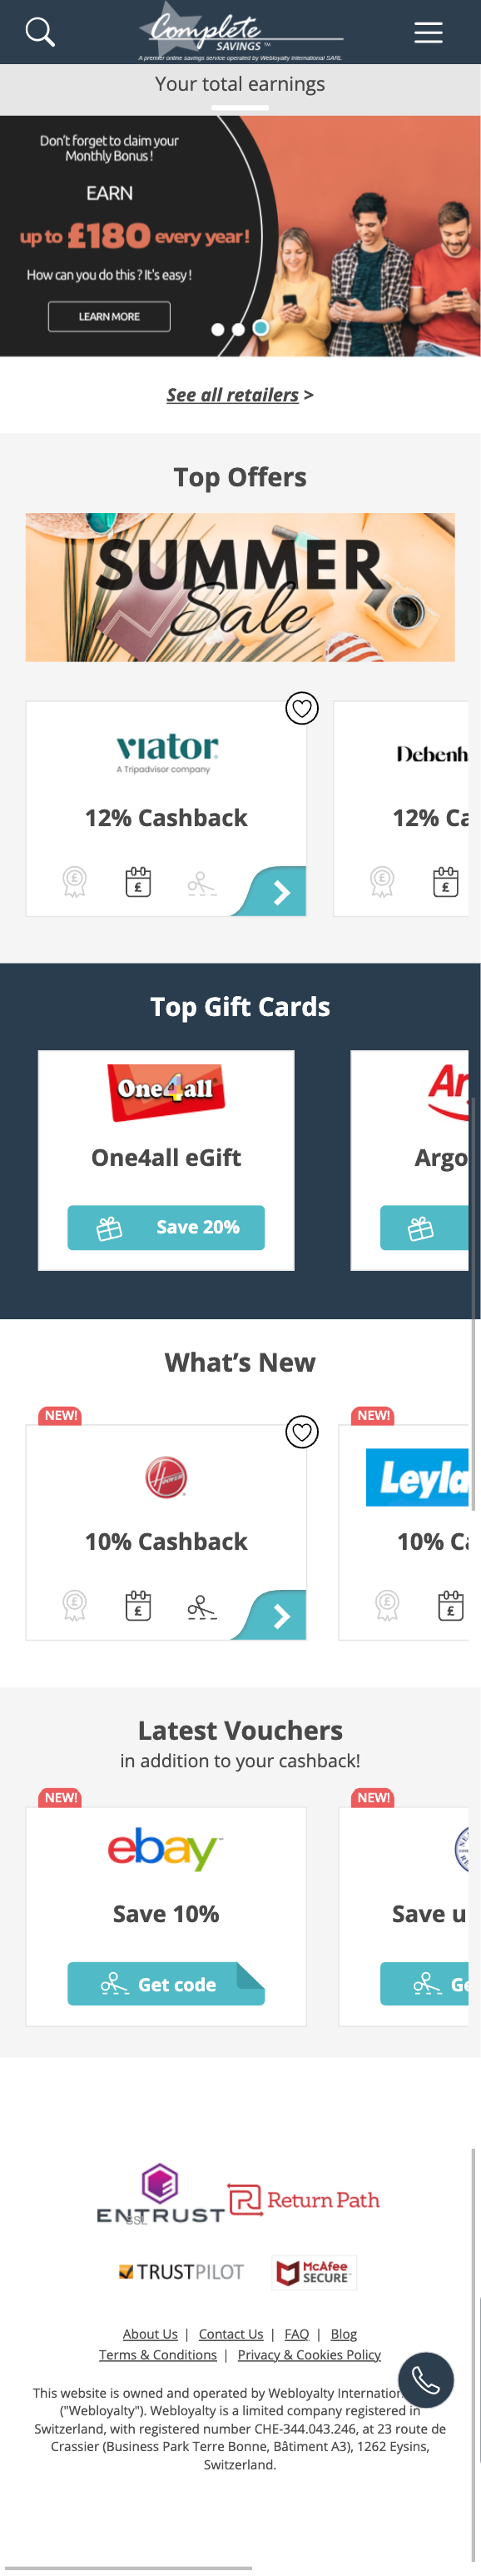 Complete
SAVINGS™
A premier online savings service operated by Webloyalty International SARL
Your total earnings
Don't forget to claim your
Monthly Bonus!
EARN
up to £180 every year!
How can you do this? It's easy!
LEARN MORE
See all retailers >
Top Offers
SUMMER
Sale
viator
A Tripadvisor company
Debenh
12% Cashback
12% Ca
£ £ £ £
Top Gift Cards
One4all
Ar
One4all eGift
Argo
Save 20%
What's New
NEW! NEW!
HOOVER
Leyla
10% Cashback
10% Ca
£ £ £ £
Latest Vouchers
in addition to your cashback!
NEW! NEW!
ebay™
Save 10%
Save u
Get code
Ge
ENTRUST
SSL
Return Path
TRUSTPILOT
McAfee
SECURE™
About Us | Contact Us | FAQ | Blog
Terms & Conditions | Privacy & Cookies Policy
This website is owned and operated by Webloyalty Internation
("Webloyalty"). Webloyalty is a limited company registered in
Switzerland, with registered number CHE-344.043.246, at 23 route de
Crassier (Business Park Terre Bonne, Bâtiment A3), 1262 Eysins,
Switzerland.